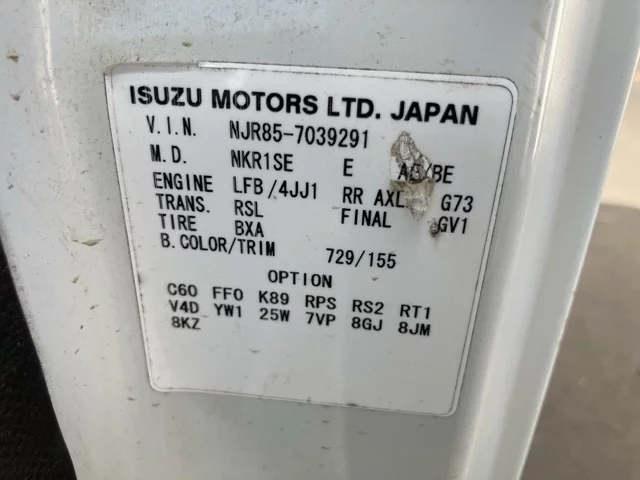 ISUZU MOTORS LTD. JAPAN
V.I.N. NJR85-7039291
M.D. NKR1SE E BE
ENGINE LFB/4JJ1 RR AXL G73
TRANS. RSL FINAL GV1
TIRE BXA
B.COLOR/TRIM 729/155
OPTION
C60 FF0 K89 RPS RS2 RT1
V4D YW1 25W 7VP 8GJ 8JM
8KZ